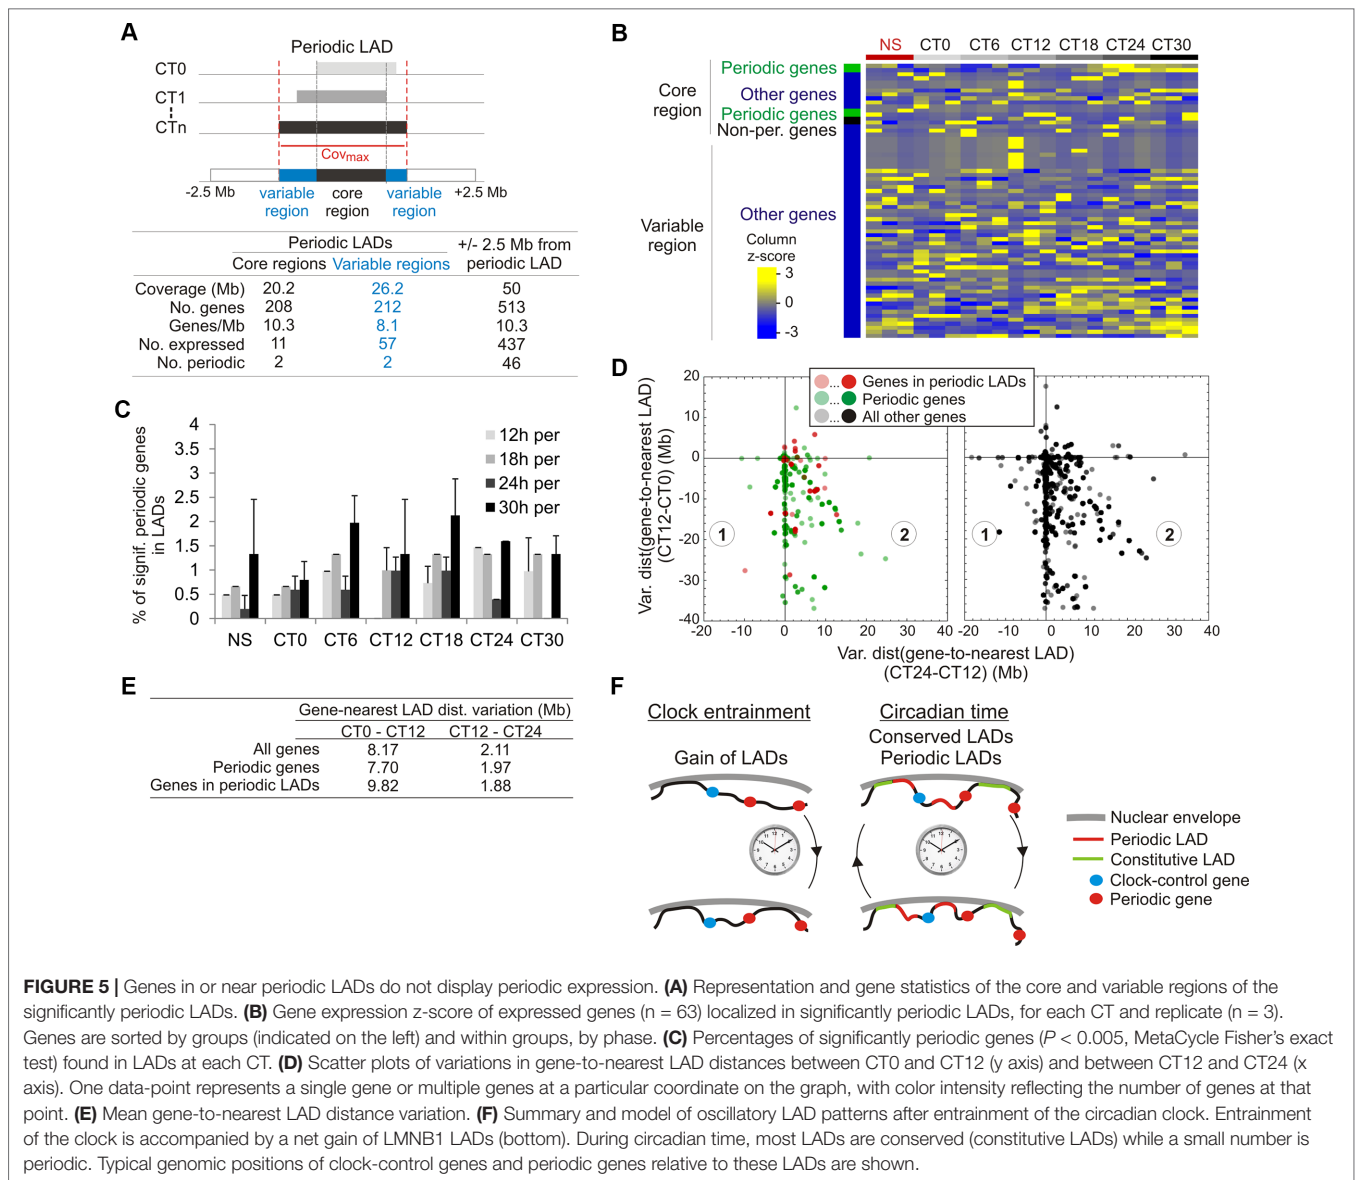 A
Periodic LAD
CT0
CT1
CTn
Covmax
-2.5 Mb
+2.5 Mb
variable region
core region
variable region
Periodic LADs
+/- 2.5 Mb from periodic LAD
Core regions Variable regions
Coverage (Mb) 20.2 26.2 50
No. genes 208 212 513
Genes/Mb 10.3 8.1 10.3
No. expressed 11 57 437
No. periodic 2 2 46
B
NS CT0 CT6 CT12 CT18 CT24 CT30
Core region
Periodic genes
Other genes
Periodic genes
Non-per. genes
Variable region
Other genes
Column z-score
3
0
-3
C
% of signif. periodic genes in LADs
4
3.5
3
2.5
2
1.5
1
0.5
0
12h per
18h per
24h per
30h per
NS CT0 CT6 CT12 CT18 CT24 CT30
D
Var. dist(gene-to-nearest LAD)
(CT12-CT0) (Mb)
20
10
0
-10
-20
-30
-40
Genes in periodic LADs
Periodic genes
All other genes
1
2
1
2
-20 -10 0 10 20 30 40
-20 -10 0 10 20 30 40
Var. dist(gene-to-nearest LAD)
(CT24-CT12) (Mb)
E
Gene-nearest LAD dist. variation (Mb)
CT0 - CT12 CT12 - CT24
All genes 8.17 2.11
Periodic genes 7.70 1.97
Genes in periodic LADs 9.82 1.88
F
Clock entrainment
Gain of LADs
Circadian time
Conserved LADs
Periodic LADs
Nuclear envelope
Periodic LAD
Constitutive LAD
Clock-control gene
Periodic gene
FIGURE 5 | Genes in or near periodic LADs do not display periodic expression. (A) Representation and gene statistics of the core and variable regions of the
significantly periodic LADs. (B) Gene expression z-score of expressed genes (n = 63) localized in significantly periodic LADs, for each CT and replicate (n = 3).
Genes are sorted by groups (indicated on the left) and within groups, by phase. (C) Percentages of significantly periodic genes (P < 0.005, MetaCycle Fisher's exact
test) found in LADs at each CT. (D) Scatter plots of variations in gene-to-nearest LAD distances between CT0 and CT12 (y axis) and between CT12 and CT24 (x
axis). One data-point represents a single gene or multiple genes at a particular coordinate on the graph, with color intensity reflecting the number of genes at that
point. (E) Mean gene-to-nearest LAD distance variation. (F) Summary and model of oscillatory LAD patterns after entrainment of the circadian clock. Entrainment
of the clock is accompanied by a net gain of LMNB1 LADs (bottom). During circadian time, most LADs are conserved (constitutive LADs) while a small number is
periodic. Typical genomic positions of clock-control genes and periodic genes relative to these LADs are shown.